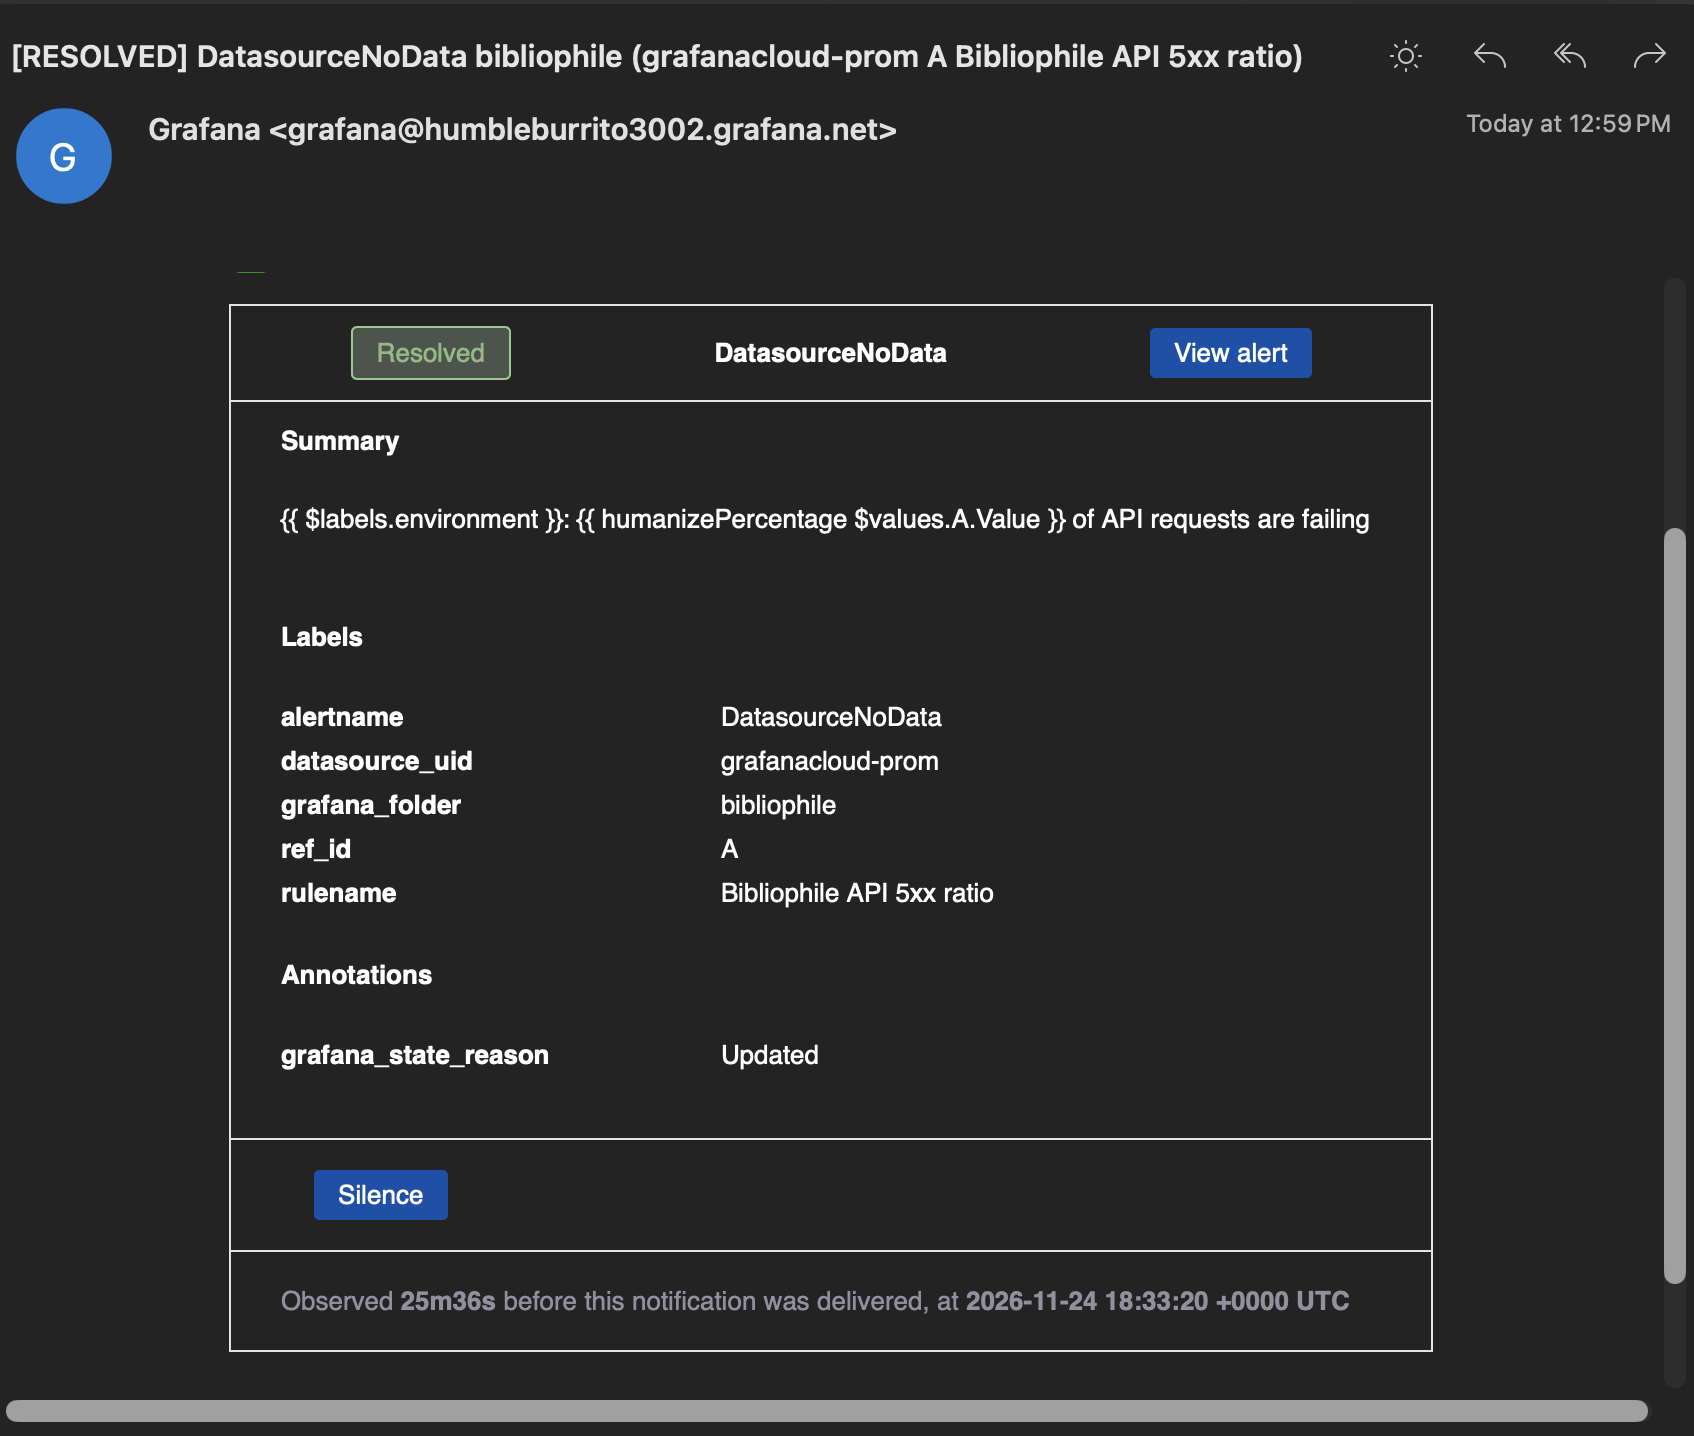 [RESOLVED] DatasourceNoData bibliophile (grafanacloud-prom A Bibliophile API 5xx ratio)
G
Grafana <grafana@humbleburrito3002.grafana.net>
Today at 12:59 PM
Resolved
DatasourceNoData
View alert
Summary
{{ $labels.environment }}: {{ humanizePercentage $values.A.Value }} of API requests are failing
Labels
alertname DatasourceNoData
datasource_uid grafanacloud-prom
grafana_folder bibliophile
ref_id A
rulename Bibliophile API 5xx ratio
Annotations
grafana_state_reason Updated
Silence
Observed 25m36s before this notification was delivered, at 2026-11-24 18:33:20 +0000 UTC